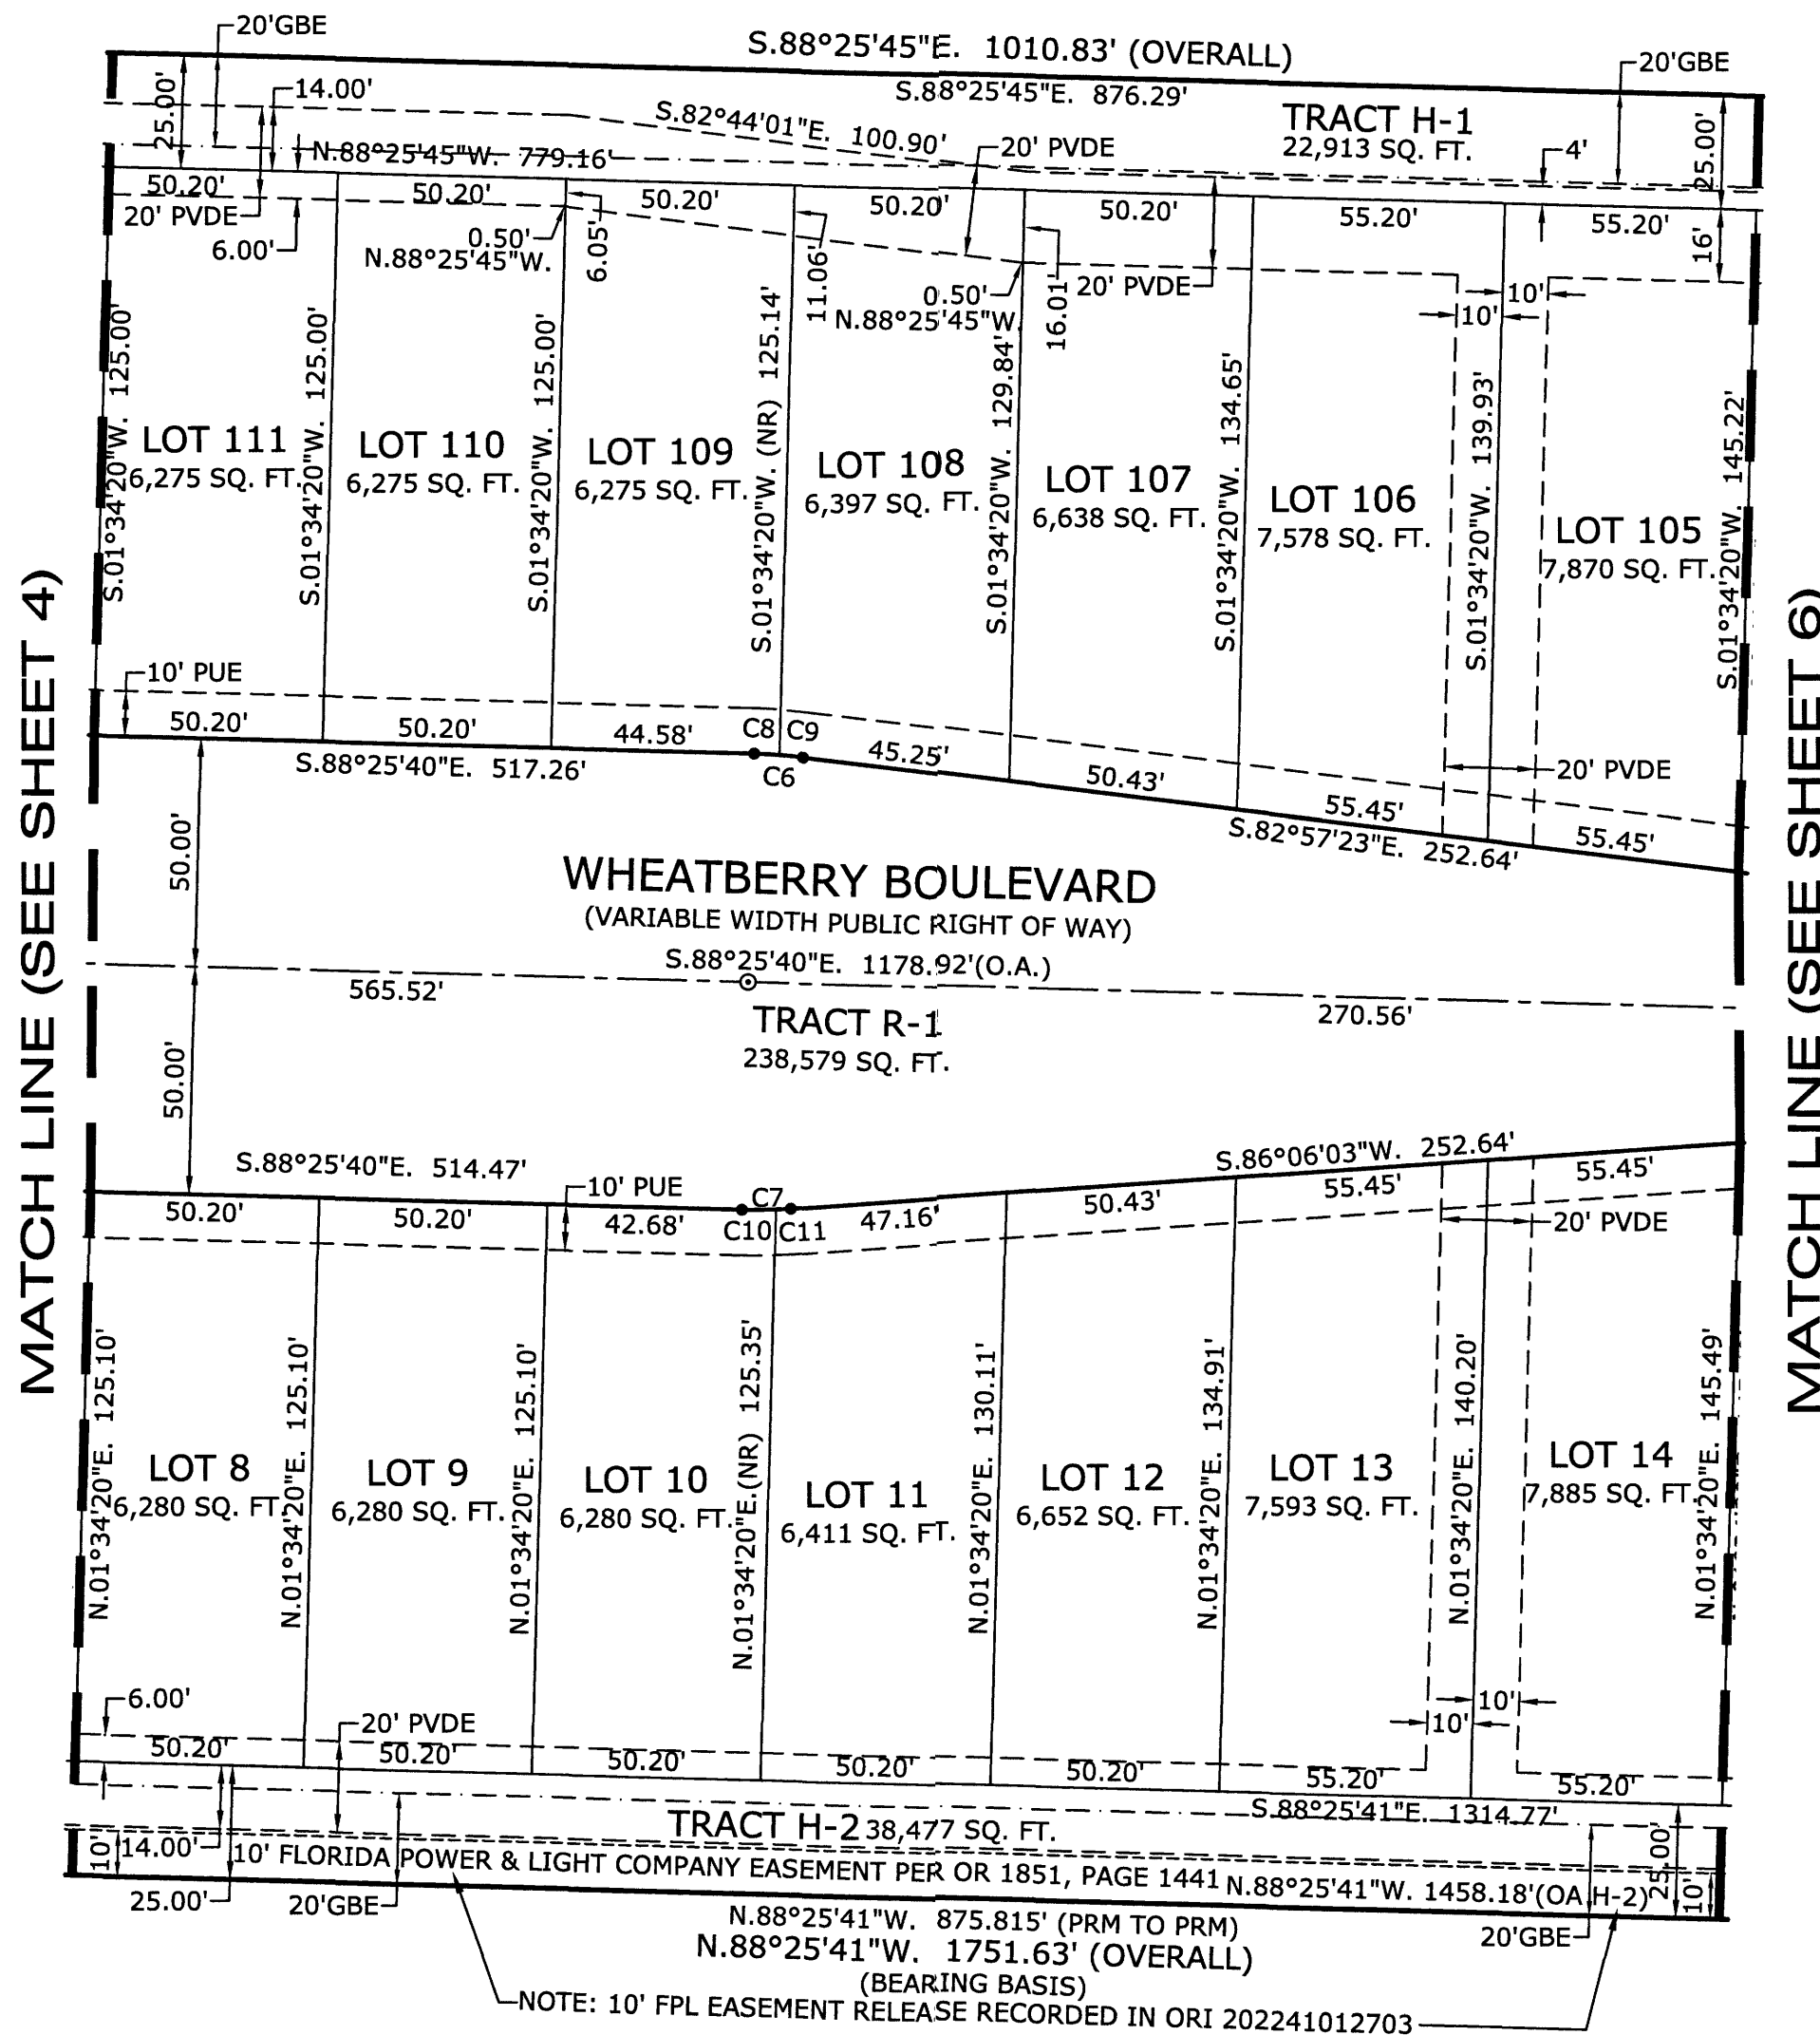 20'GBE
S.88°25'45"E. 1010.83' (OVERALL)
20'GBE
25.00'
14.00'
S.88°25'45"E. 876.29'
S.82°44'01"E. 100.90'
TRACT H-1
22,913 SQ. FT.
20' PVDE
4'
25.00'
N.88°25'45"W. 779.16'
50.20'
50.20'
50.20'
50.20'
50.20'
55.20'
55.20'
20' PVDE
6.00'
0.50'
N.88°25'45"W.
6.05'
11.06'
0.50'
N.88°25'45"W.
16.01'
20' PVDE
10'
10'
16'
S.01°34'20"W. 125.00'
S.01°34'20"W. 125.00'
S.01°34'20"W. 125.00'
S.01°34'20"W. (NR) 125.14'
S.01°34'20"W. 129.84'
S.01°34'20"W. 134.65'
S.01°34'20"W. 139.93'
S.01°34'20"W. 145.22'
LOT 111
6,275 SQ. FT.
LOT 110
6,275 SQ. FT.
LOT 109
6,275 SQ. FT.
LOT 108
6,397 SQ. FT.
LOT 107
6,638 SQ. FT.
LOT 106
7,578 SQ. FT.
LOT 105
7,870 SQ. FT.
MATCH LINE (SEE SHEET 4)
MATCH LINE (SEE SHEET 6)
10' PUE
50.20'
50.20'
44.58'
C8
C9
45.25'
50.43'
55.45'
55.45'
20' PVDE
S.88°25'40"E. 517.26'
C6
S.82°57'23"E. 252.64'
50.00'
WHEATBERRY BOULEVARD
(VARIABLE WIDTH PUBLIC RIGHT OF WAY)
S.88°25'40"E. 1178.92'(O.A.)
565.52'
270.56'
TRACT R-1
238,579 SQ. FT.
50.00'
S.88°25'40"E. 514.47'
S.86°06'03"W. 252.64'
10' PUE
C7
50.20'
50.20'
42.68'
C10
C11
47.16'
50.43'
55.45'
55.45'
20' PVDE
N.01°34'20"E. 125.10'
N.01°34'20"E. 125.10'
N.01°34'20"E. 125.10'
N.01°34'20"E.(NR) 125.35'
N.01°34'20"E. 130.11'
N.01°34'20"E. 134.91'
N.01°34'20"E. 140.20'
N.01°34'20"E. 145.49'
LOT 8
6,280 SQ. FT.
LOT 9
6,280 SQ. FT.
LOT 10
6,280 SQ. FT.
LOT 11
6,411 SQ. FT.
LOT 12
6,652 SQ. FT.
LOT 13
7,593 SQ. FT.
LOT 14
7,885 SQ. FT.
6.00'
20' PVDE
10'
10'
50.20'
50.20'
50.20'
50.20'
50.20'
55.20'
55.20'
S.88°25'41"E. 1314.77'
TRACT H-2 38,477 SQ. FT.
10'
14.00'
10' FLORIDA POWER & LIGHT COMPANY EASEMENT PER OR 1851, PAGE 1441
N.88°25'41"W. 1458.18'(OA H-2)
25.00'
10'
25.00'
20'GBE
20'GBE
N.88°25'41"W. 875.815' (PRM TO PRM)
N.88°25'41"W. 1751.63' (OVERALL)
(BEARING BASIS)
NOTE: 10' FPL EASEMENT RELEASE RECORDED IN ORI 202241012703